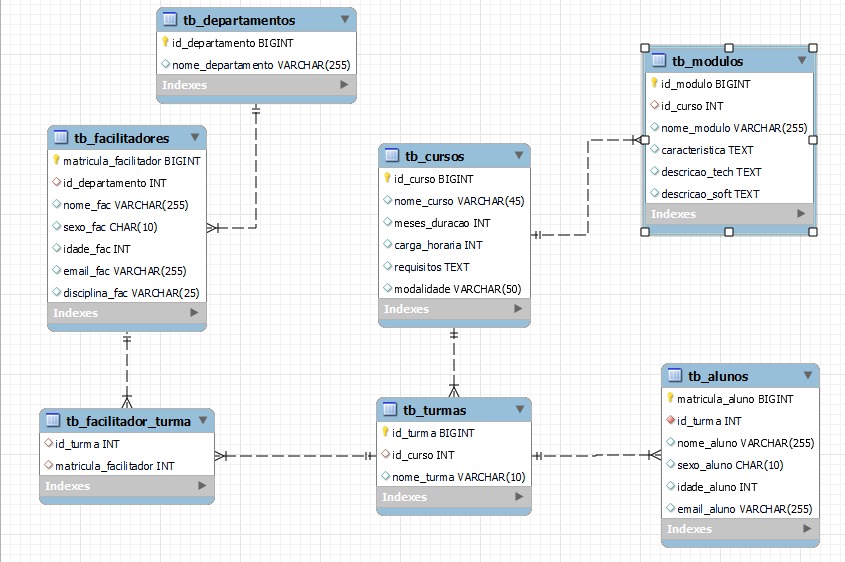 tb_departamentos
id_departamento BIGINT
nome_departamento VARCHAR(255)
Indexes
tb_facilitadores
matricula_facilitador BIGINT
id_departamento INT
nome_fac VARCHAR(255)
sexo_fac CHAR(10)
idade_fac INT
email_fac VARCHAR(255)
disciplina_fac VARCHAR(25)
Indexes
tb_cursos
id_curso BIGINT
nome_curso VARCHAR(45)
meses_duracao INT
carga_horaria INT
requisitos TEXT
modalidade VARCHAR(50)
Indexes
tb_modulos
id_modulo BIGINT
id_curso INT
nome_modulo VARCHAR(255)
caracteristica TEXT
descricao_tech TEXT
descricao_soft TEXT
Indexes
tb_facilitador_turma
id_turma INT
matricula_facilitador INT
Indexes
tb_turmas
id_turma BIGINT
id_curso INT
nome_turma VARCHAR(10)
Indexes
tb_alunos
matricula_aluno BIGINT
id_turma INT
nome_aluno VARCHAR(255)
sexo_aluno CHAR(10)
idade_aluno INT
email_aluno VARCHAR(255)
Indexes